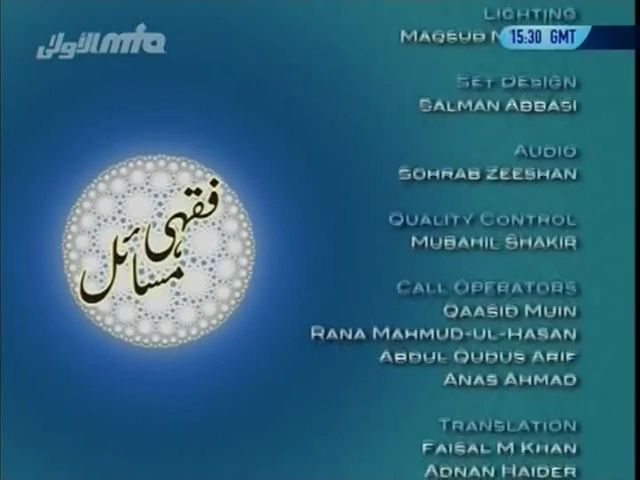 mta الأولى
15:30 GMT
LIGHTING
MAQSUD
SET DESIGN
SALMAN ABBASI
AUDIO
SOHRAB ZEESHAN
QUALITY CONTROL
MUBAHIL SHAKIR
CALL OPERATORS
QAASID MUIN
RANA MAHMUD-UL-HASAN
ABDUL QUDUS ARIF
ANAS AHMAD
TRANSLATION
FAISAL M KHAN
ADNAN HAIDER
فقہی
مسائل